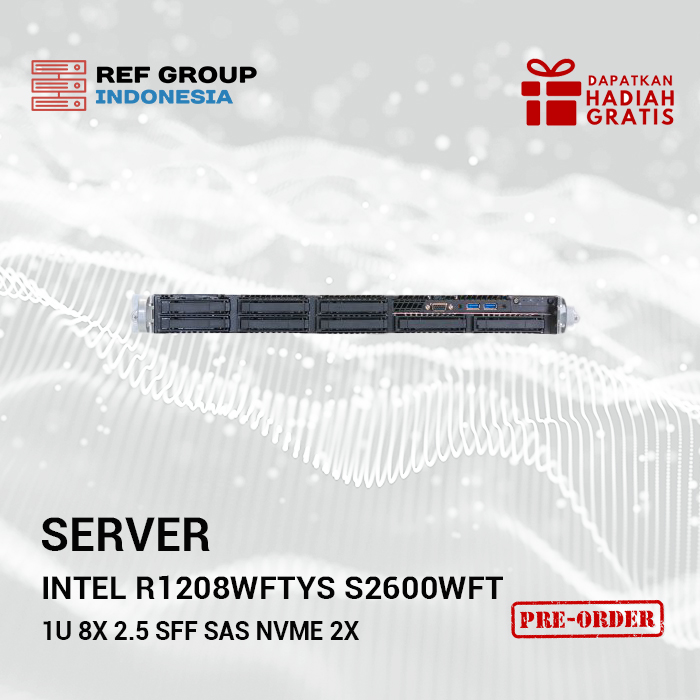 REF GROUP
INDONESIA
DAPATKAN
HADIAH
GRATIS
SERVER
INTEL R1208WFTYS S2600WFT
1U 8X 2.5 SFF SAS NVME 2X
PRE-ORDER